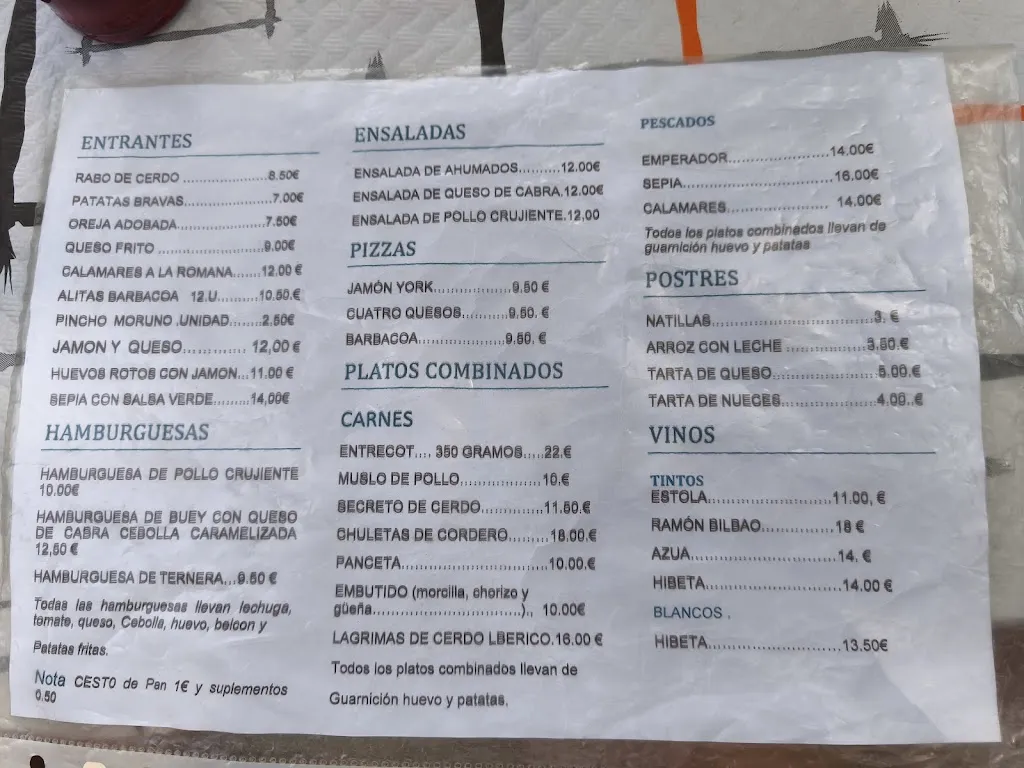 ENTRANTES
RABO DE CERDO ....................8.50€
PATATAS BRAVAS.....................7.00€
OREJA ADOBADA.....................7.50€
QUESO FRITO ..........................9.00€
CALAMARES A LA ROMANA.......12.00 €
ALITAS BARBACOA 12.U..........10.50.€
PINCHO MORUNO .UNIDAD........2.50€
JAMON Y QUESO............. 12,00 €
HUEVOS ROTOS CON JAMON...11.00 €
SEPIA CON SALSA VERDE.........14,00€
HAMBURGUESAS
HAMBURGUESA DE POLLO CRUJIENTE
10.00€
HAMBURGUESA DE BUEY CON QUESO
DE CABRA CEBOLLA CARAMELIZADA
12,50 €
HAMBURGUESA DE TERNERA...9.50 €
Todas las hamburguesas llevan lechuga,
tomate, queso, Cebolla, huevo, beicon y
Patatas fritas.
Nota CESTO de Pan 1€ y suplementos
0.50
ENSALADAS
ENSALADA DE AHUMADOS..........12.00€
ENSALADA DE QUESO DE CABRA.12.00€
ENSALADA DE POLLO CRUJIENTE.12,00
PIZZAS
JAMÓN YORK.................9.50 €
CUATRO QUESOS..........9.50. €
BARBACOA...................9.50. €
PLATOS COMBINADOS
CARNES
ENTRECOT.... 350 GRAMOS.....22.€
MUSLO DE POLLO.................10.€
SECRETO DE CERDO.............11.50.€
CHULETAS DE CORDERO.........18.00.€
PANCETA..............................10.00.€
EMBUTIDO (morcilla, chorizo y
güeña..............................)., 10.00€
LAGRIMAS DE CERDO LBERICO.16.00 €
Todos los platos combinados llevan de
Guarnición huevo y patatas.
PESCADOS
EMPERADOR......................14.00€
SEPIA.................................16.00€
CALAMARES...................... 14.00€
Todos los platos combinados llevan de
guarnición huevo y patatas
POSTRES
NATILLAS...................................3. €
ARROZ CON LECHE .................3.50.€
TARTA DE QUESO......................5.00.€
TARTA DE NUECES....................4.00..€
VINOS
TINTOS
ESTOLA..........................11.00, €
RAMÓN BILBAO...............18 €
AZUA...............................14. €
HIBETA.............................14.00 €
BLANCOS .
HIBETA............................13.50€